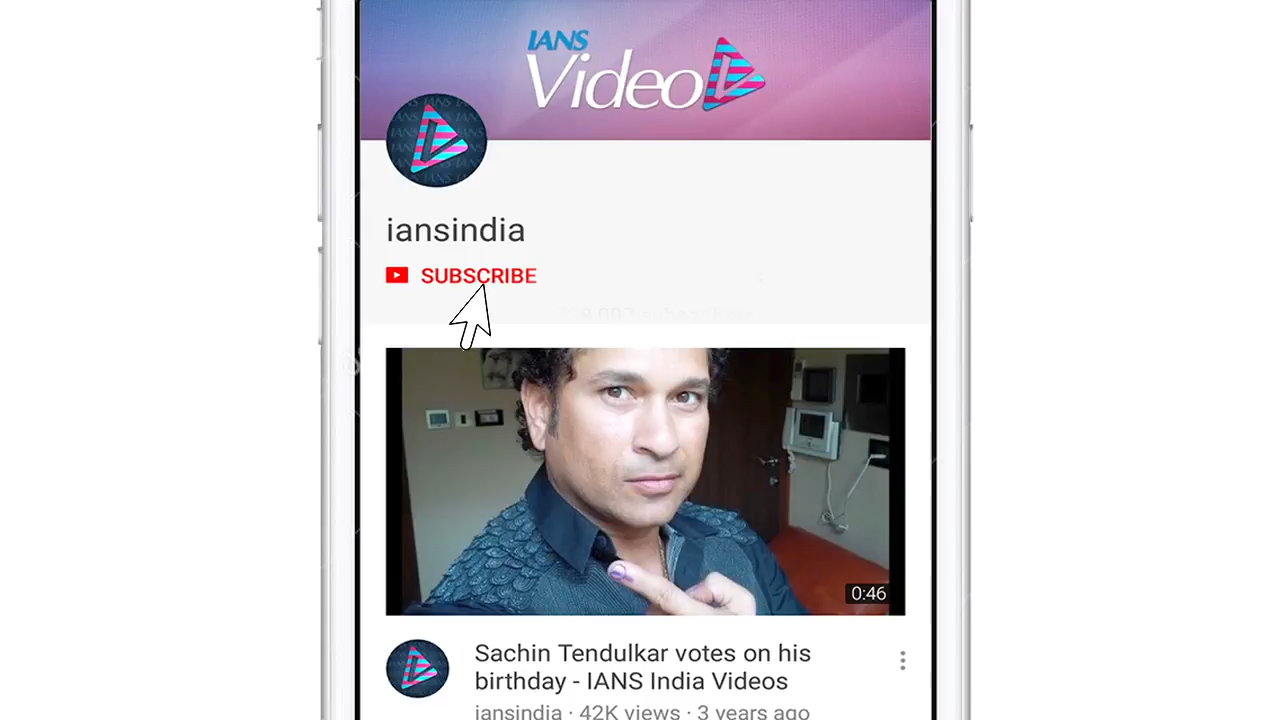 IANS
Video
iansindia
SUBSCRIBE
0:46
Sachin Tendulkar votes on his
birthday - IANS India Videos
iansindia · 42K views · 3 years ago